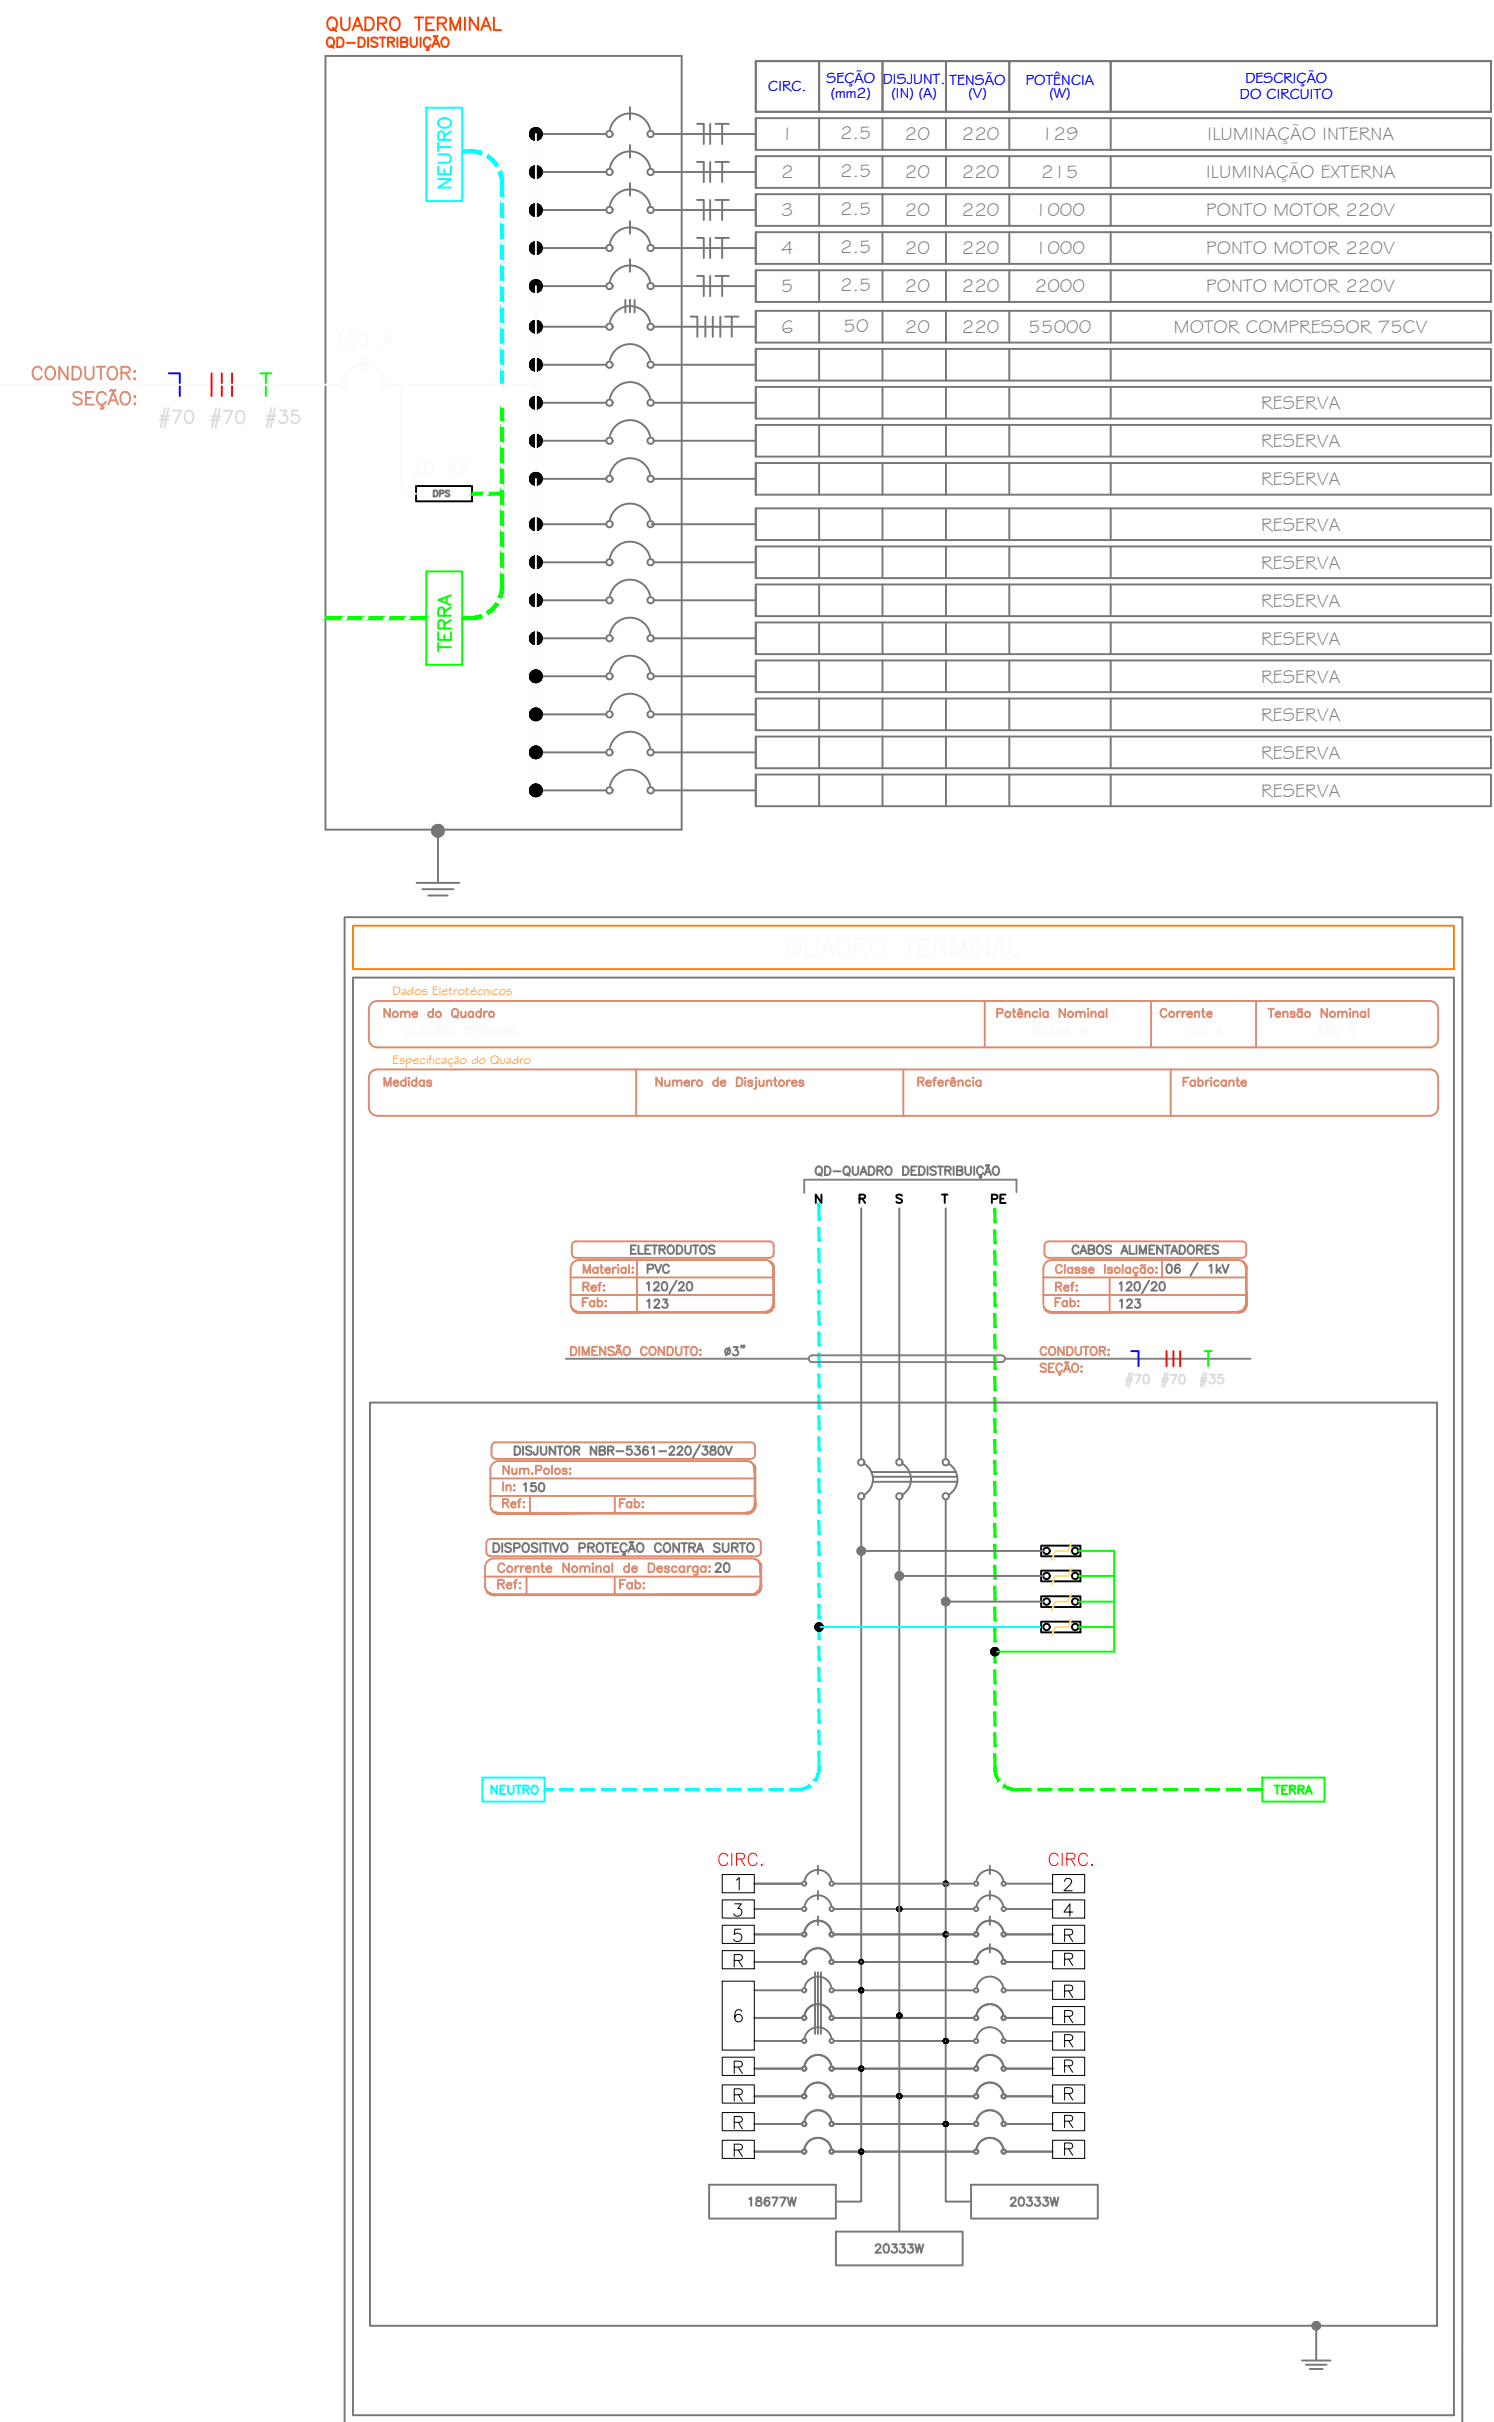 QUADRO TERMINAL
QD-DISTRIBUIÇÃO
CIRC. SEÇÃO (mm2) DISJUNT. (IN) (A) TENSÃO (V) POTÊNCIA (W) DESCRIÇÃO DO CIRCUITO
NEUTRO
1 2.5 20 220 129 ILUMINAÇÃO INTERNA
2 2.5 20 220 215 ILUMINAÇÃO EXTERNA
3 2.5 20 220 1000 PONTO MOTOR 220V
4 2.5 20 220 1000 PONTO MOTOR 220V
5 2.5 20 220 2000 PONTO MOTOR 220V
6 50 20 220 55000 MOTOR COMPRESSOR 75CV
150 A
CONDUTOR:
SEÇÃO:
#70 #70 #35
RESERVA
RESERVA
RESERVA
20 KA
DPS
RESERVA
RESERVA
RESERVA
TERRA
RESERVA
RESERVA
RESERVA
RESERVA
RESERVA
QUADRO TERMINAL
Dados Eletrotécnicos
Nome do Quadro Potência Nominal Corrente Tensão Nominal
Especificação do Quadro
Medidas Numero de Disjuntores Referência Fabricante
QD-QUADRO DEDISTRIBUIÇÃO
N R S T PE
ELETRODUTOS
Material: PVC
Ref: 120/20
Fab: 123
CABOS ALIMENTADORES
Classe Isolação: 06 / 1kV
Ref: 120/20
Fab: 123
DIMENSÃO CONDUTO: ø3"
CONDUTOR:
SEÇÃO:
#70 #70 #35
DISJUNTOR NBR-5361-220/380V
Num.Polos:
In: 150
Ref: Fab:
DISPOSITIVO PROTEÇÃO CONTRA SURTO
Corrente Nominal de Descarga: 20
Ref: Fab:
NEUTRO TERRA
CIRC. CIRC.
1 2
3 4
5 R
R R
R
6 R
R
R R
R R
R R
R R
18677W 20333W
20333W